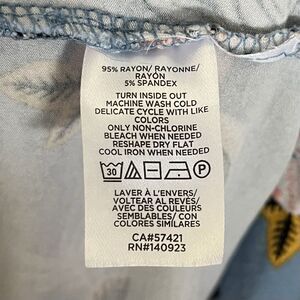 95% RAYON/ RAYONNE/
RAYÓN
5% SPANDEX
TURN INSIDE OUT
MACHINE WASH COLD
DELICATE CYCLE WITH LIKE
COLORS
ONLY NON-CHLORINE
BLEACH WHEN NEEDED
RESHAPE DRY FLAT
COOL IRON WHEN NEEDED
30 P
LAVER À L'ENVERS/
VOLTEAR AL REVÉS/
AVEC DES COULEURS
SEMBLABLES/ CON
COLORES SIMILARES
CA#57421
RN#140923